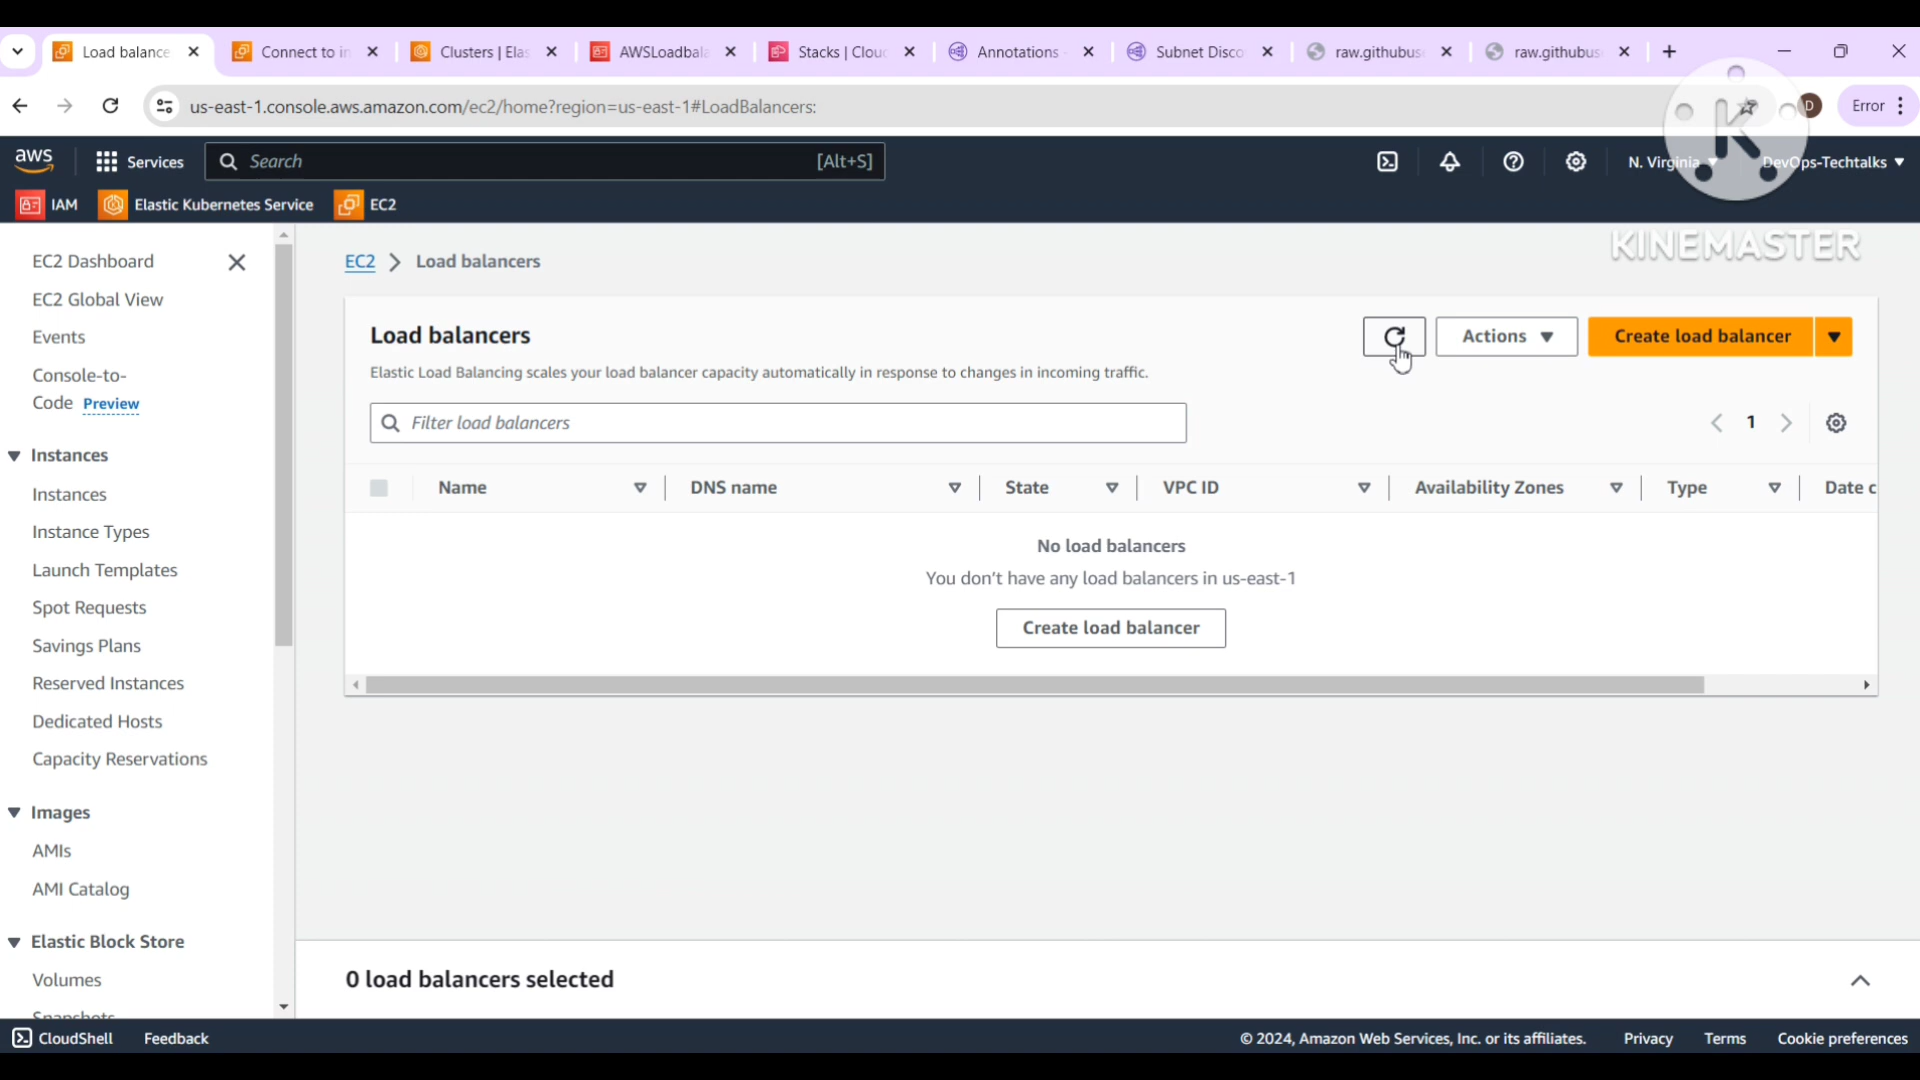 Load balance
Connect to in
Clusters | Elas
AWSLoadbala
Stacks | Clou
Annotations -
Subnet Disco
raw.githubus
raw.githubus
us-east-1.console.aws.amazon.com/ec2/home?region=us-east-1#LoadBalancers:
D
Error
aws
Services
Search
[Alt+S]
N. Virginia
DevOps-Techtalks
K
KINEMASTER
IAM
Elastic Kubernetes Service
EC2
EC2 Dashboard
EC2 Global View
Events
Console-to-
Code Preview
Instances
Instances
Instance Types
Launch Templates
Spot Requests
Savings Plans
Reserved Instances
Dedicated Hosts
Capacity Reservations
Images
AMIs
AMI Catalog
Elastic Block Store
Volumes
Snapshots
EC2 > Load balancers
Load balancers
Actions
Create load balancer
Elastic Load Balancing scales your load balancer capacity automatically in response to changes in incoming traffic.
Filter load balancers
1
Name
DNS name
State
VPC ID
Availability Zones
Type
Date c
No load balancers
You don't have any load balancers in us-east-1
Create load balancer
0 load balancers selected
CloudShell
Feedback
© 2024, Amazon Web Services, Inc. or its affiliates.
Privacy
Terms
Cookie preferences